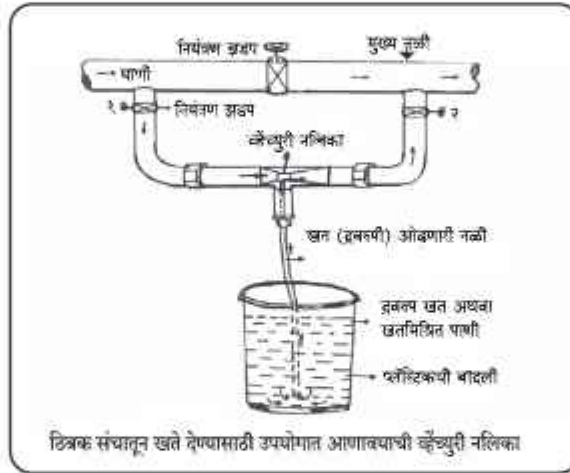 नियंत्रण झडप
मुख्य नळी
पाणी
१
नियंत्रण झडप
२
व्हेंच्युरी नलिका
खत (द्रवरुपी) ओढणारी नळी
द्रवरुप खत अथवा
खतमिश्रित पाणी
प्लॅस्टिकची बादली
ठिबक संचातून खते देण्यासाठी उपयोगात आणावयाची व्हेंच्युरी नलिका